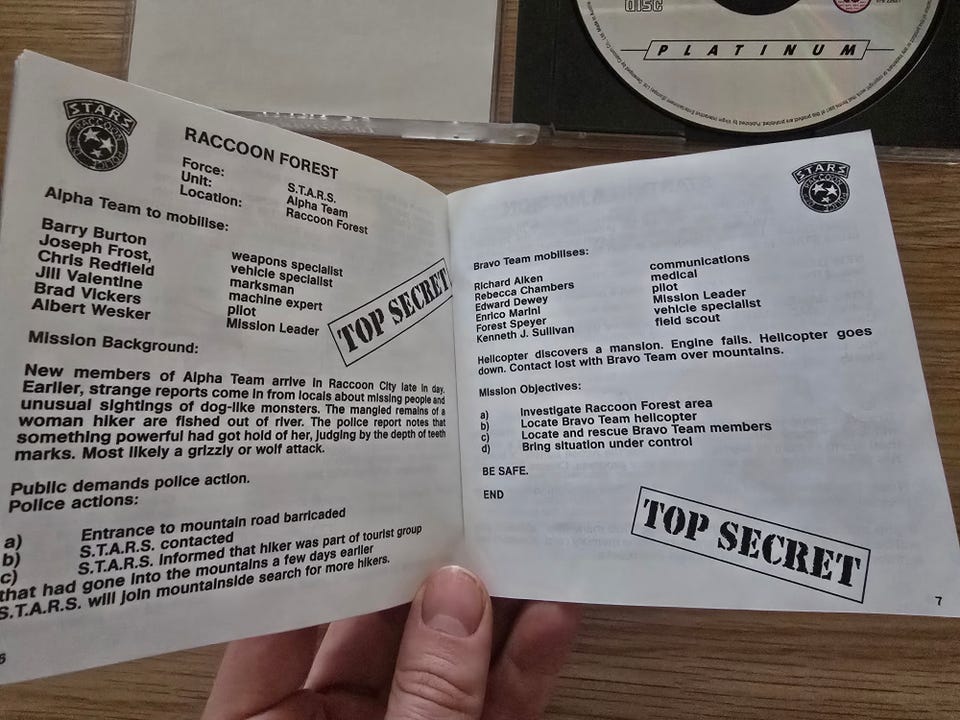 disc
PLATINUM
STARS
RACCOON
RACCOON FOREST
Force: S.T.A.R.S.
Unit: Alpha Team
Location: Raccoon Forest
Alpha Team to mobilise:
Barry Burton weapons specialist
Joseph Frost, vehicle specialist
Chris Redfield marksman
Jill Valentine machine expert
Brad Vickers pilot
Albert Wesker Mission Leader
TOP SECRET
Mission Background:
New members of Alpha Team arrive in Raccoon City late in day.
Earlier, strange reports come in from locals about missing people and
unusual sightings of dog-like monsters. The mangled remains of a
woman hiker are fished out of river. The police report notes that
something powerful had got hold of her, judging by the depth of teeth
marks. Most likely a grizzly or wolf attack.
Public demands police action.
Police actions:
a) Entrance to mountain road barricaded
b) S.T.A.R.S. contacted
c) S.T.A.R.S. informed that hiker was part of tourist group
that had gone into the mountains a few days earlier
S.T.A.R.S. will join mountainside search for more hikers.
6
STARS
RACCOON
Bravo Team mobilises:
Richard Aiken communications
Rebecca Chambers medical
Edward Dewey pilot
Enrico Marini Mission Leader
Forest Speyer vehicle specialist
Kenneth J. Sullivan field scout
Helicopter discovers a mansion. Engine fails. Helicopter goes
down. Contact lost with Bravo Team over mountains.
Mission Objectives:
a) Investigate Raccoon Forest area
b) Locate Bravo Team helicopter
c) Locate and rescue Bravo Team members
d) Bring situation under control
BE SAFE.
END
TOP SECRET
7